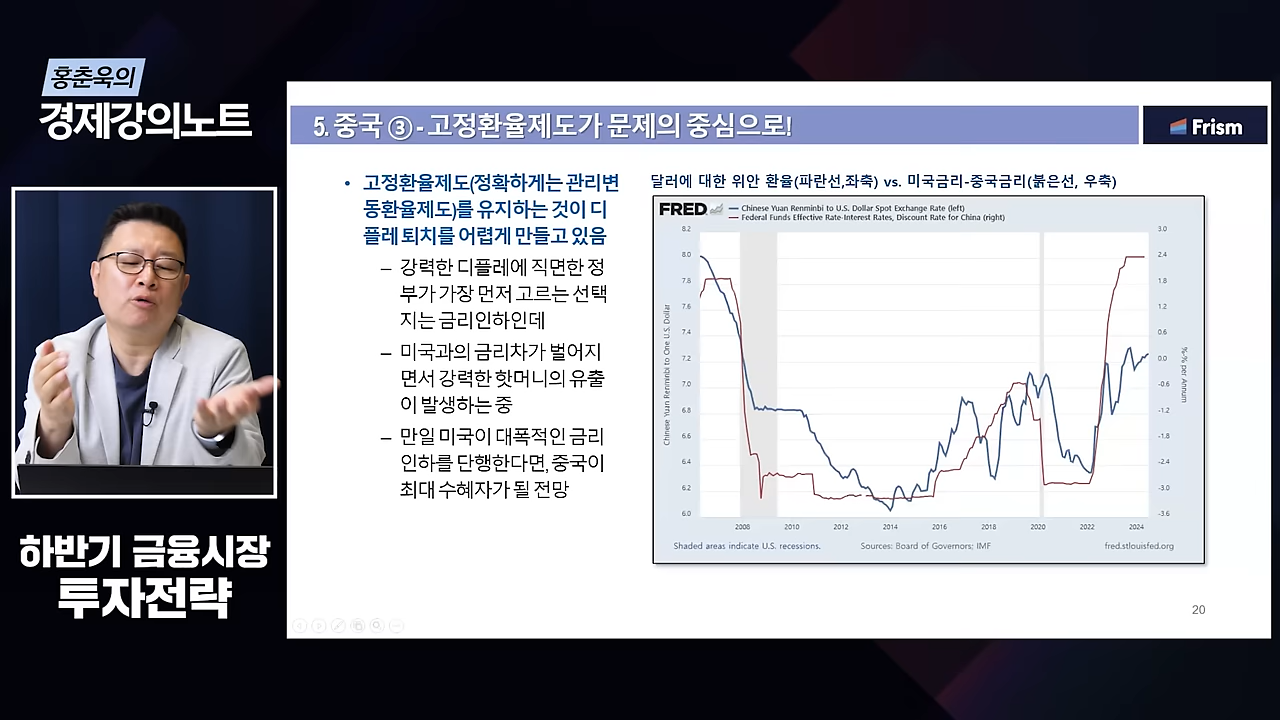 홍춘욱의
경제강의노트
하반기 금융시장
투자전략
5. 중국 ③ - 고정환율제도가 문제의 중심으로!
Frism
• 고정환율제도(정확하게는 관리변
동환율제도)를 유지하는 것이 디
플레 퇴치를 어렵게 만들고 있음
– 강력한 디플레에 직면한 정
부가 가장 먼저 고르는 선택
지는 금리인하인데
– 미국과의 금리차가 벌어지
면서 강력한 핫머니의 유출
이 발생하는 중
– 만일 미국이 대폭적인 금리
인하를 단행한다면, 중국이
최대 수혜자가 될 전망
달러에 대한 위안 환율(파란선,좌축) vs. 미국금리-중국금리(붉은선, 우축)
FRED
Chinese Yuan Renminbi to U.S. Dollar Spot Exchange Rate (left)
Federal Funds Effective Rate-Interest Rates, Discount Rate for China (right)
Chinese Yuan Renminbi to One U.S. Dollar
8.2
8.0
7.8
7.6
7.4
7.2
7.0
6.8
6.6
6.4
6.2
6.0
3.0
2.4
1.8
1.2
0.6
0.0
-0.6
-1.2
-1.8
-2.4
-3.0
-3.6
%-% per Annum
2008 2010 2012 2014 2016 2018 2020 2022 2024
Shaded areas indicate U.S. recessions. Sources: Board of Governors; IMF fred.stlouisfed.org
20